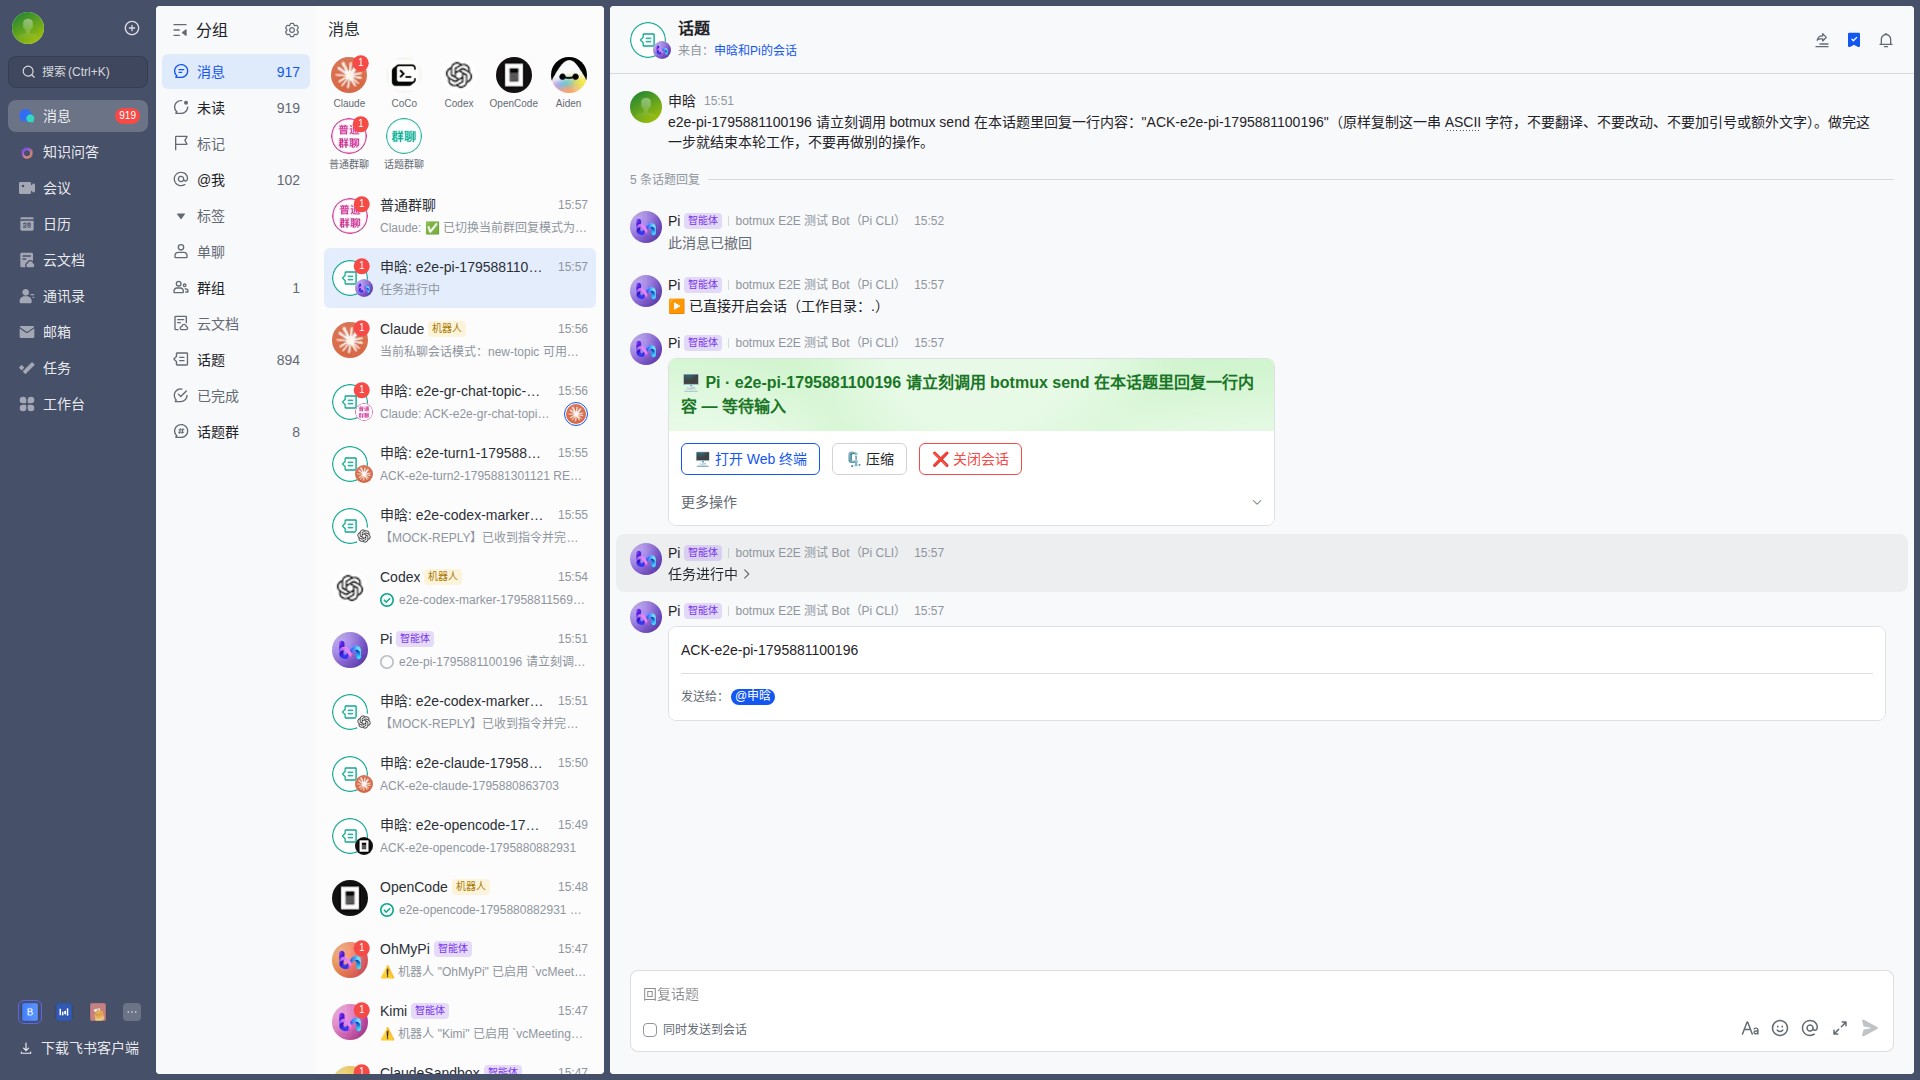 搜索 (Ctrl+K)
消息
919
知识问答
会议
日历
云文档
通讯录
邮箱
任务
工作台
下载飞书客户端
分组
消息
917
未读
919
标记
@我
102
标签
单聊
群组
1
云文档
话题
894
已完成
话题群
8
消息
1
Claude
CoCo
Codex
OpenCode
Aiden
1
普通群聊
群聊
话题群聊
1
普通群聊
15:57
Claude: ✅ 已切换当前群回复模式为…
1
申晗: e2e-pi-179588110…
15:57
任务进行中
1
Claude 机器人
15:56
当前私聊会话模式：new-topic 可用…
1
申晗: e2e-gr-chat-topic-…
15:56
Claude: ACK-e2e-gr-chat-topi…
申晗: e2e-turn1-179588…
15:55
ACK-e2e-turn2-1795881301121 RE…
申晗: e2e-codex-marker…
15:55
【MOCK-REPLY】已收到指令并完…
Codex 机器人
15:54
e2e-codex-marker-17958811569…
Pi 智能体
15:51
e2e-pi-1795881100196 请立刻调…
申晗: e2e-codex-marker…
15:51
【MOCK-REPLY】已收到指令并完…
申晗: e2e-claude-17958…
15:50
ACK-e2e-claude-1795880863703
申晗: e2e-opencode-17…
15:49
ACK-e2e-opencode-1795880882931
OpenCode 机器人
15:48
e2e-opencode-1795880882931 …
1
OhMyPi 智能体
15:47
⚠️ 机器人 "OhMyPi" 已启用 `vcMeet…
1
Kimi 智能体
15:47
⚠️ 机器人 "Kimi" 已启用 `vcMeeting…
1
ClaudeSandbox 智能体
15:47
话题
来自：申晗和Pi的会话
申晗 15:51
e2e-pi-1795881100196 请立刻调用 botmux send 在本话题里回复一行内容："ACK-e2e-pi-1795881100196"（原样复制这一串 ASCII 字符，不要翻译、不要改动、不要加引号或额外文字）。做完这
一步就结束本轮工作，不要再做别的操作。
5 条话题回复
Pi 智能体 | botmux E2E 测试 Bot（Pi CLI） 15:52
此消息已撤回
Pi 智能体 | botmux E2E 测试 Bot（Pi CLI） 15:57
▶️ 已直接开启会话（工作目录：.）
Pi 智能体 | botmux E2E 测试 Bot（Pi CLI） 15:57
🖥️ Pi · e2e-pi-1795881100196 请立刻调用 botmux send 在本话题里回复一行内
容 — 等待输入
🖥️ 打开 Web 终端
🗜️ 压缩
❌ 关闭会话
更多操作
Pi 智能体 | botmux E2E 测试 Bot（Pi CLI） 15:57
任务进行中
Pi 智能体 | botmux E2E 测试 Bot（Pi CLI） 15:57
ACK-e2e-pi-1795881100196
发送给：@申晗
回复话题
同时发送到会话